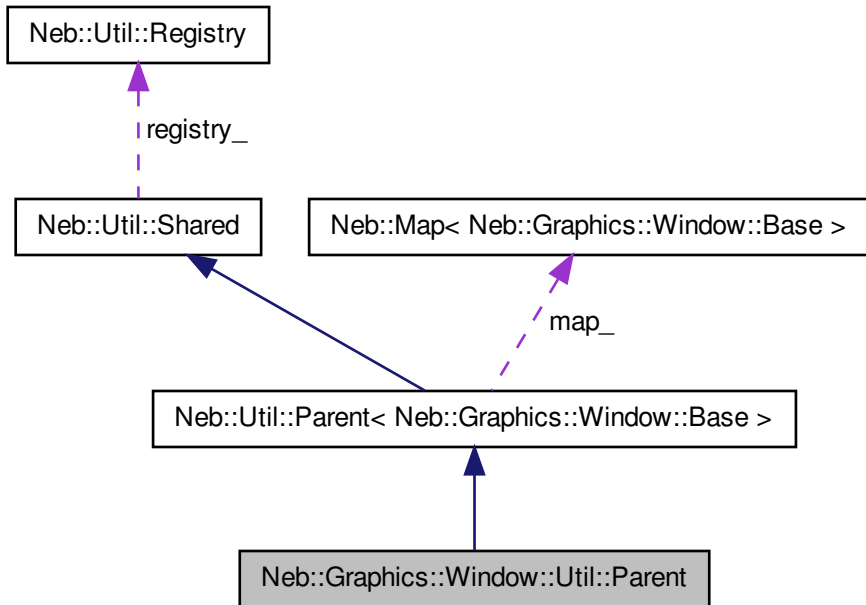 Neb::Util::Registry
registry_
Neb::Util::Shared
Neb::Map< Neb::Graphics::Window::Base >
map_
Neb::Util::Parent< Neb::Graphics::Window::Base >
Neb::Graphics::Window::Util::Parent